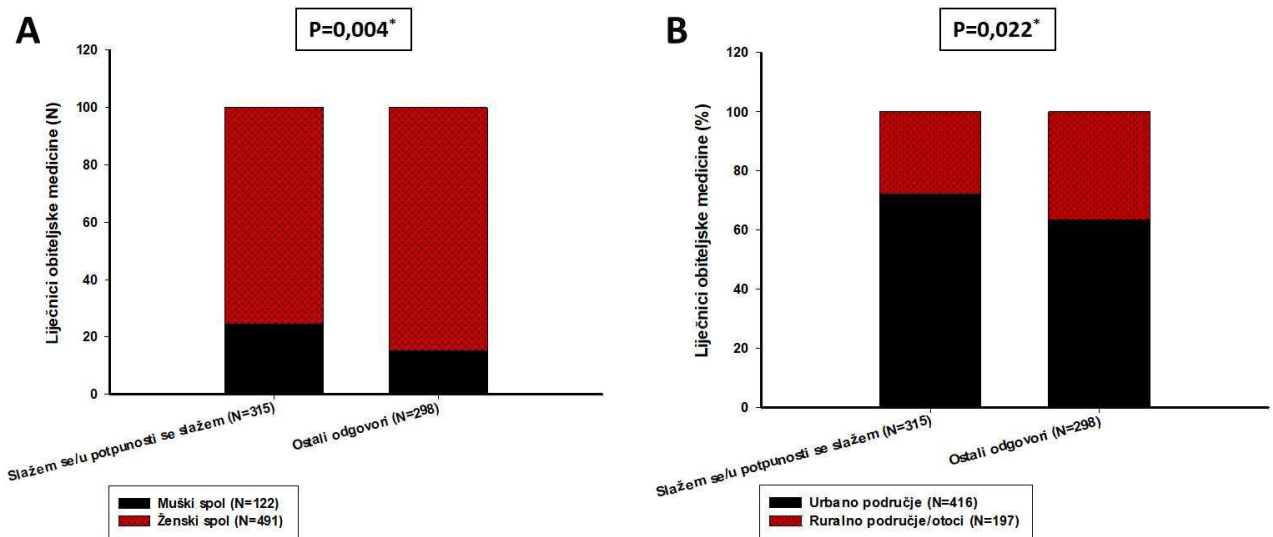 A
P=0,004*
Liječnici obiteljske medicine (N)
120
100
80
60
40
20
0
Slažem se/u potpunosti se slažem (N=315)
Ostali odgovori (N=298)
Muški spol (N=122)
Ženski spol (N=491)
B
P=0,022*
Liječnici obiteljske medicine (%)
120
100
80
60
40
20
0
Slažem se/u potpunosti se slažem (N=315)
Ostali odgovori (N=298)
Urbano područje (N=416)
Ruralno područje/otoci (N=197)